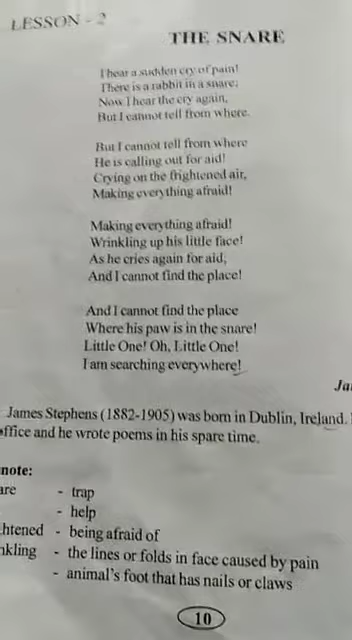 LESSON - 2
THE SNARE
I hear a sudden cry of pain!
There is a rabbit in a snare:
Now I hear the cry again,
But I cannot tell from where.
But I cannot tell from where
He is calling out for aid!
Crying on the frightened air,
Making everything afraid!
Making everything afraid!
Wrinkling up his little face!
As he cries again for aid,
And I cannot find the place!
And I cannot find the place
Where his paw is in the snare!
Little One! Oh, Little One!
I am searching everywhere!
Ja
James Stephens (1882-1905) was born in Dublin, Ireland.
office and he wrote poems in his spare time.
note:
are - trap
- help
htened - being afraid of
nkling - the lines or folds in face caused by pain
- animal's foot that has nails or claws
10